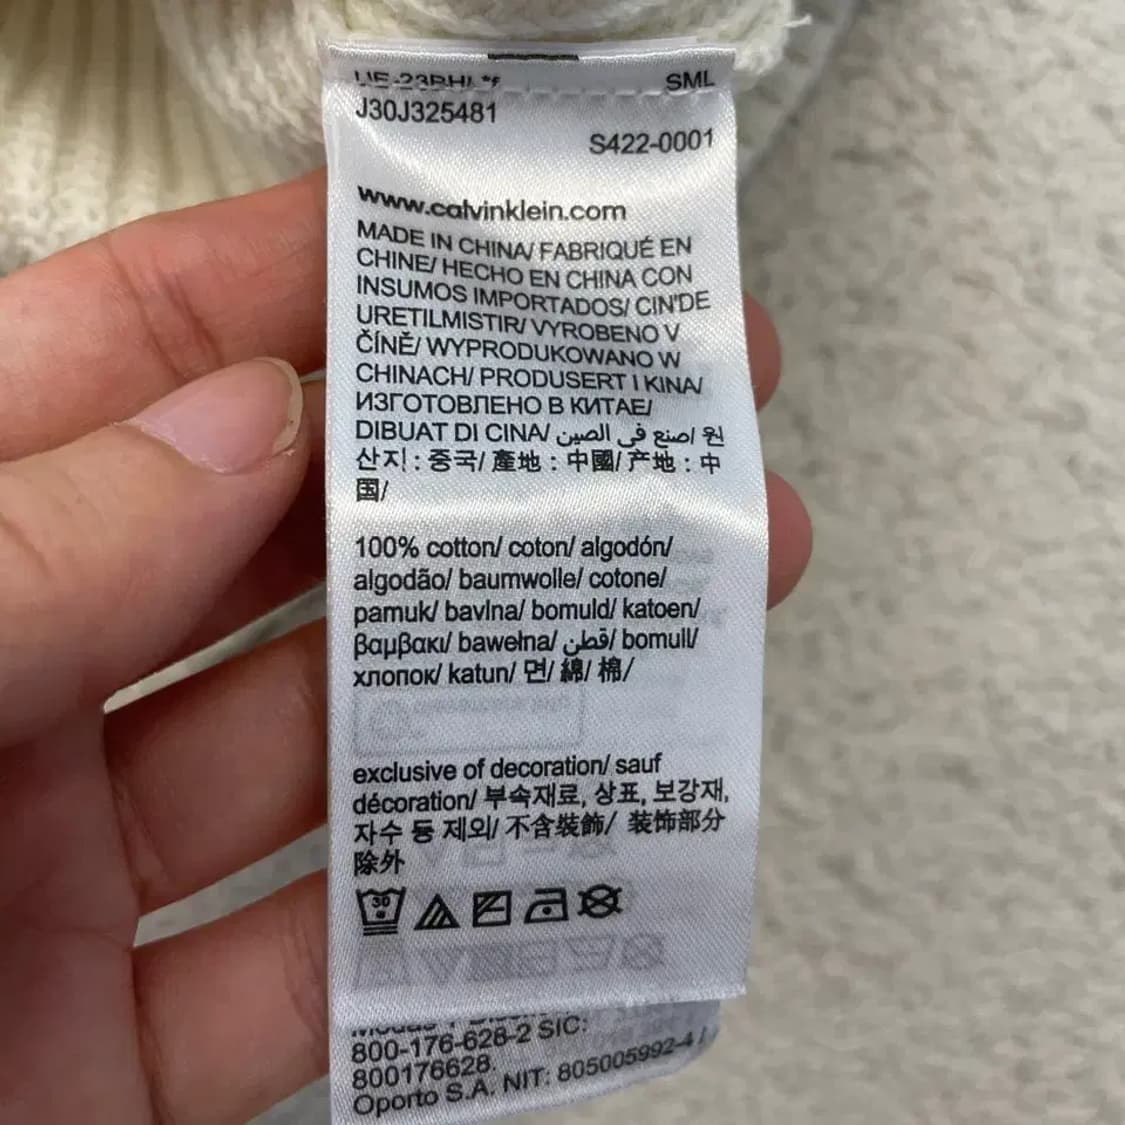 SML
J30J325481
S422-0001
www.calvinklein.com
MADE IN CHINA/ FABRIQUÉ EN
CHINE/ HECHO EN CHINA CON
INSUMOS IMPORTADOS/ CIN'DE
URETILMISTIR/ VYROBENO V
ČÍNĚ/ WYPRODUKOWANO W
CHINACH/ PRODUSERT I KINA/
ИЗГОТОВЛЕНО В КИТАЕ/
DIBUAT DI CINA/ اصنع في الصين/ 원
산지 : 중국/ 產地 : 中國/ 产地 : 中
国/
100% cotton/ coton/ algodón/
algodão/ baumwolle/ cotone/
pamuk/ bavlna/ bomuld/ katoen/
βαμβακι/ bawełna/ قطن/ bomull/
хлопок/ katun/ 면/ 綿/ 棉/
exclusive of decoration/ sauf
décoration/ 부속재료, 상표, 보강재,
자수 등 제외/ 不含裝飾/ 装饰部分
除外
30
800-176-628-2 SIC:
800176628.
Oporto S.A. NIT: 805005992-4 /